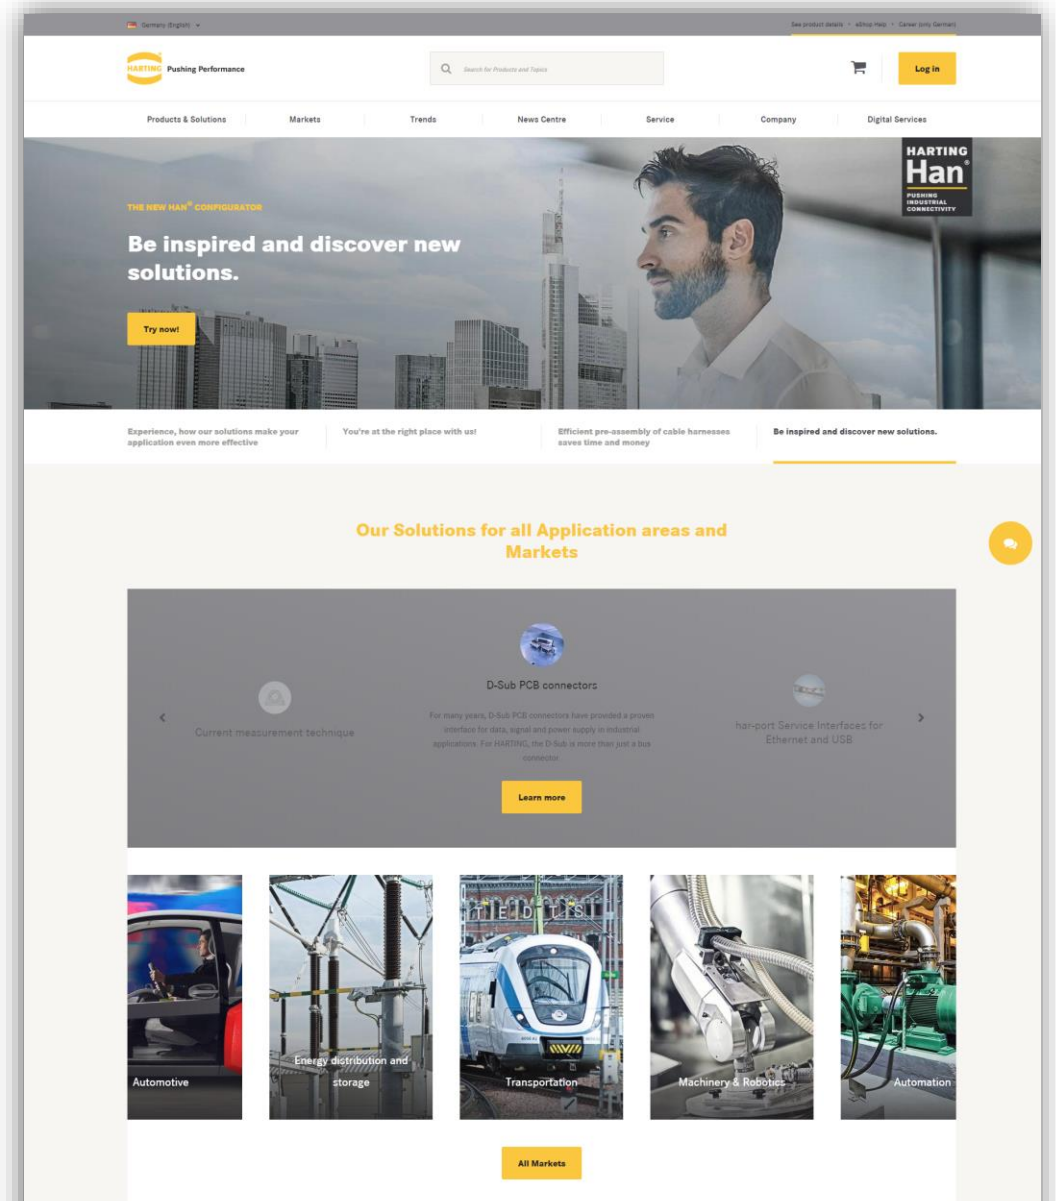 Germany (English)
See product details • eShop Help • Career (only German)
HARTING
Pushing Performance
Search for Products and Topics
Log in
Products & Solutions
Markets
Trends
News Centre
Service
Company
Digital Services
HARTING
Han®
PUSHING
INDUSTRIAL
CONNECTIVITY
THE NEW HAN® CONFIGURATOR
Be inspired and discover new
solutions.
Try now!
Experience, how our solutions make your
application even more effective
You're at the right place with us!
Efficient pre-assembly of cable harnesses
saves time and money
Be inspired and discover new solutions.
Our Solutions for all Application areas and
Markets
Current measurement technique
D-Sub PCB connectors
For many years, D-Sub PCB connectors have provided a proven
interface for data, signal and power supply in industrial
applications. For HARTING, the D-Sub is more than just a bus
connector.
Learn more
har-port Service Interfaces for
Ethernet and USB
Automotive
Energy distribution and
storage
Transportation
Machinery & Robotics
Automation
All Markets